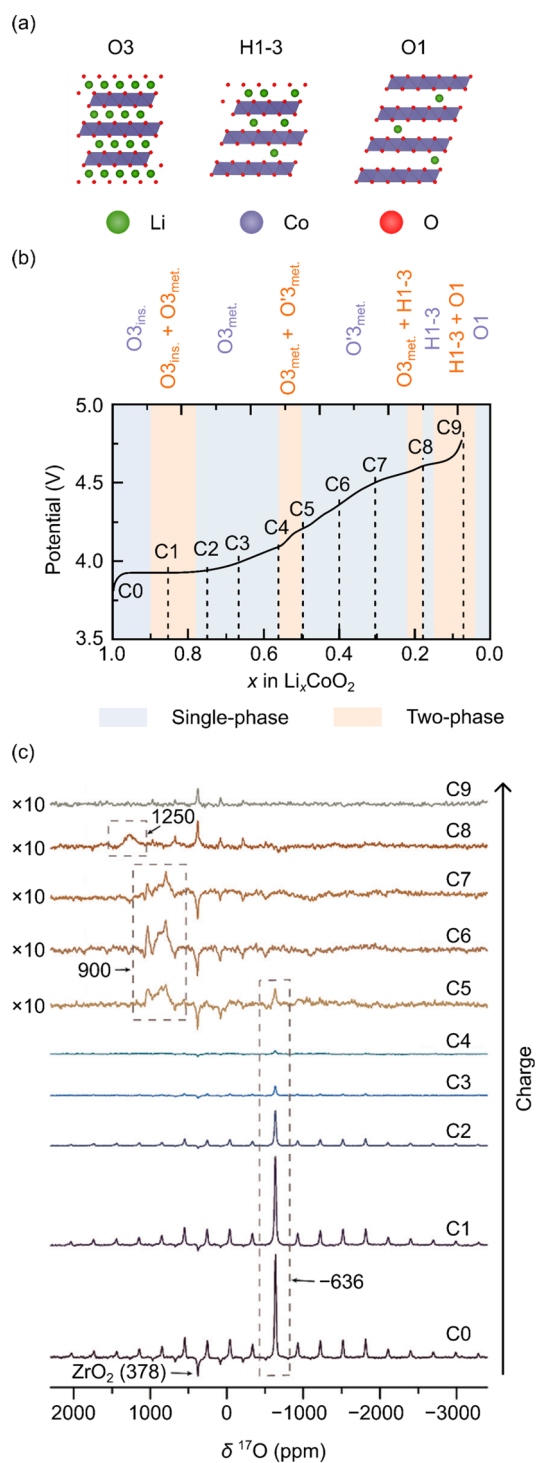 (a)
O3 H1-3 O1
Li Co O
(b)
O3ins.
O3ins. + O3met.
O3met.
O3met. + O'3met.
O'3met.
O3met. + H1-3
H1-3
H1-3 + O1
O1
Potential (V)
5.0
4.5
4.0
3.5
C0 C1 C2 C3 C4 C5 C6 C7 C8 C9
1.0 0.8 0.6 0.4 0.2 0.0
x in LixCoO2
Single-phase Two-phase
(c)
C9
×10 1250 C8
×10 C7
×10 C6
900
×10 C5
C4
C3
C2
C1
−636
C0
ZrO2 (378)
Charge
2000 1000 0 −1000 −2000 −3000
δ 17O (ppm)